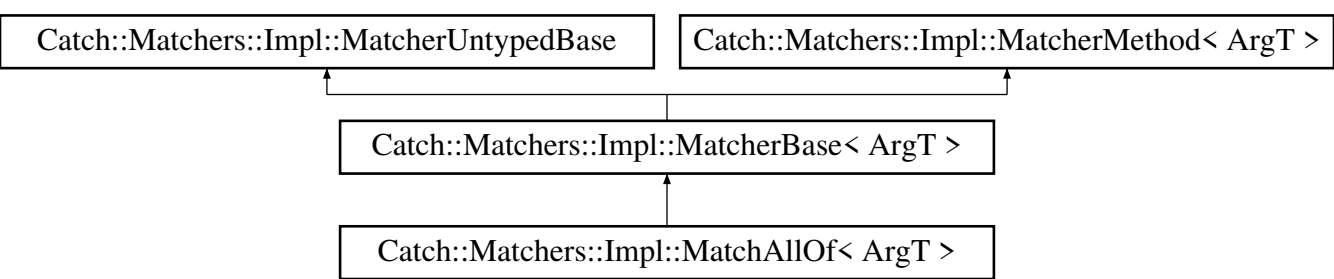 Catch::Matchers::Impl::MatcherUntypedBase
Catch::Matchers::Impl::MatcherMethod< ArgT >
Catch::Matchers::Impl::MatcherBase< ArgT >
Catch::Matchers::Impl::MatchAllOf< ArgT >